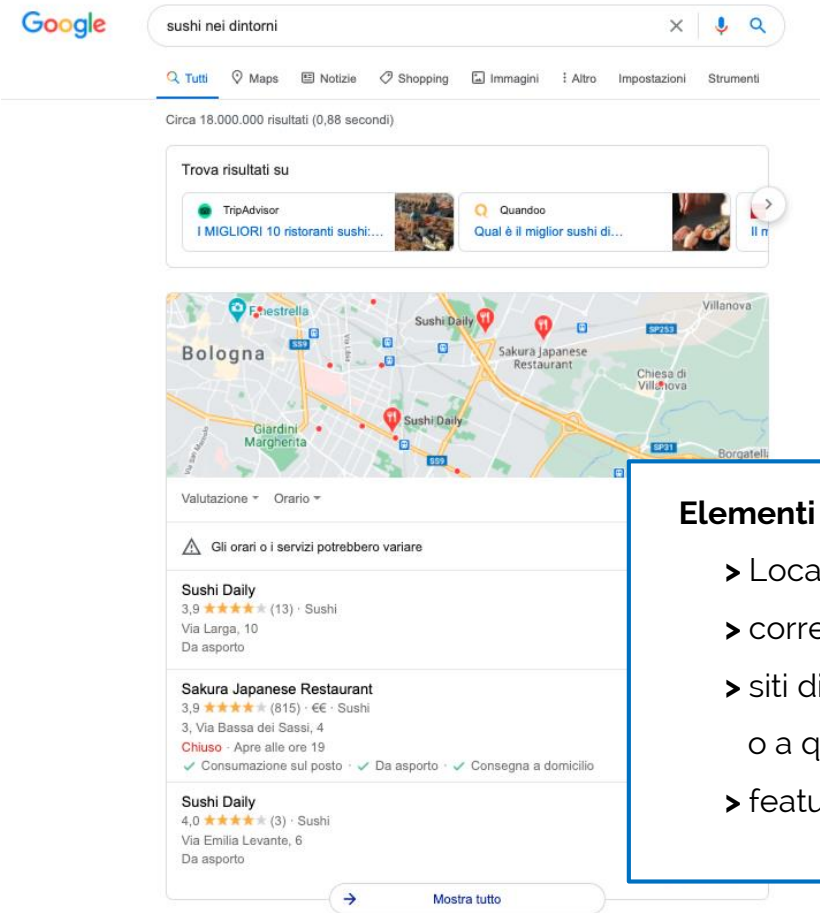 Google
sushi nei dintorni
Tutti Maps Notizie Shopping Immagini Altro Impostazioni Strumenti
Circa 18.000.000 risultati (0,88 secondi)
Trova risultati su
TripAdvisor
I MIGLIORI 10 ristoranti sushi:...
Quandoo
Qual è il miglior sushi di...
Il
Finestrella
Villanova
Sushi Daily
SP253
SS9
Via Libia
Bologna
Sakura Japanese
Restaurant
Chiesa di
Villanova
Sushi Daily
Giardini
Margherita
SS9
SP31
Borgatella
Valutazione Orario
Gli orari o i servizi potrebbero variare
Sushi Daily
3,9 ★★★★★ (13) · Sushi
Via Larga, 10
Da asporto
Sakura Japanese Restaurant
3,9 ★★★★★ (815) · €€ · Sushi
3, Via Bassa dei Sassi, 4
Chiuso · Apre alle ore 19
✓ Consumazione sul posto · ✓ Da asporto · ✓ Consegna a domicilio
Sushi Daily
4,0 ★★★★★ (3) · Sushi
Via Emilia Levante, 6
Da asporto
→ Mostra tutto
Elementi
> Loca
> corre
> siti di
o a q
> featu